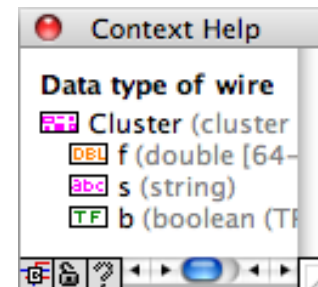 Context Help
Data type of wire
Cluster (cluster
DBL f (double [64-
abc s (string)
TF b (boolean (TF
?